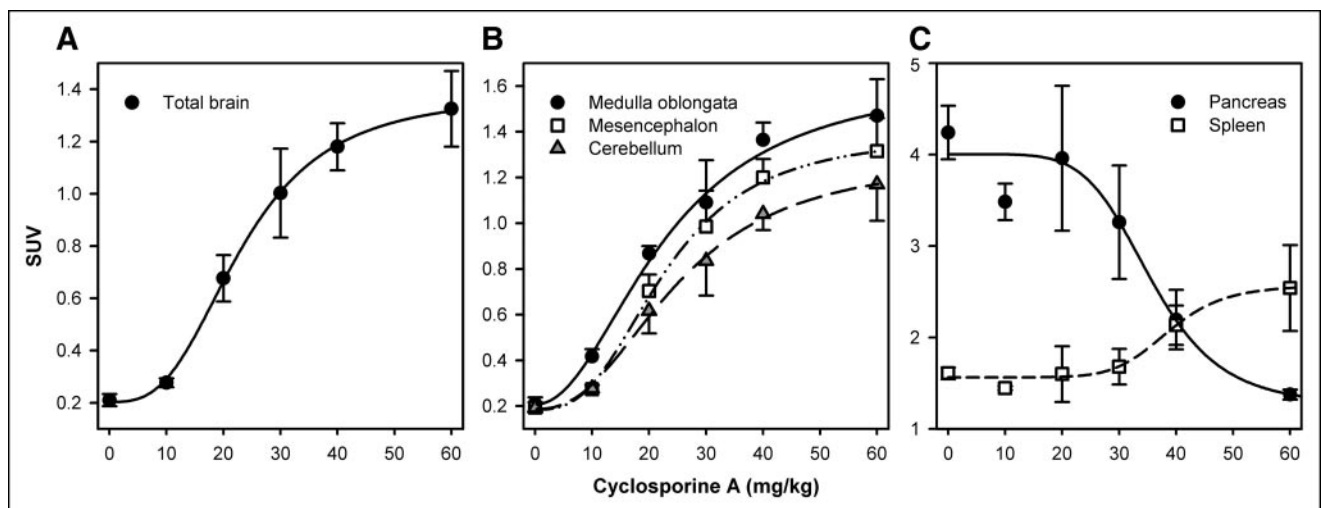 A
B
C
SUV
1.4
1.2
1.0
0.8
0.6
0.4
0.2
Total brain
0 10 20 30 40 50 60
1.6
1.4
1.2
1.0
0.8
0.6
0.4
0.2
Medulla oblongata
Mesencephalon
Cerebellum
0 10 20 30 40 50 60
5
4
3
2
1
Pancreas
Spleen
0 10 20 30 40 50 60
Cyclosporine A (mg/kg)